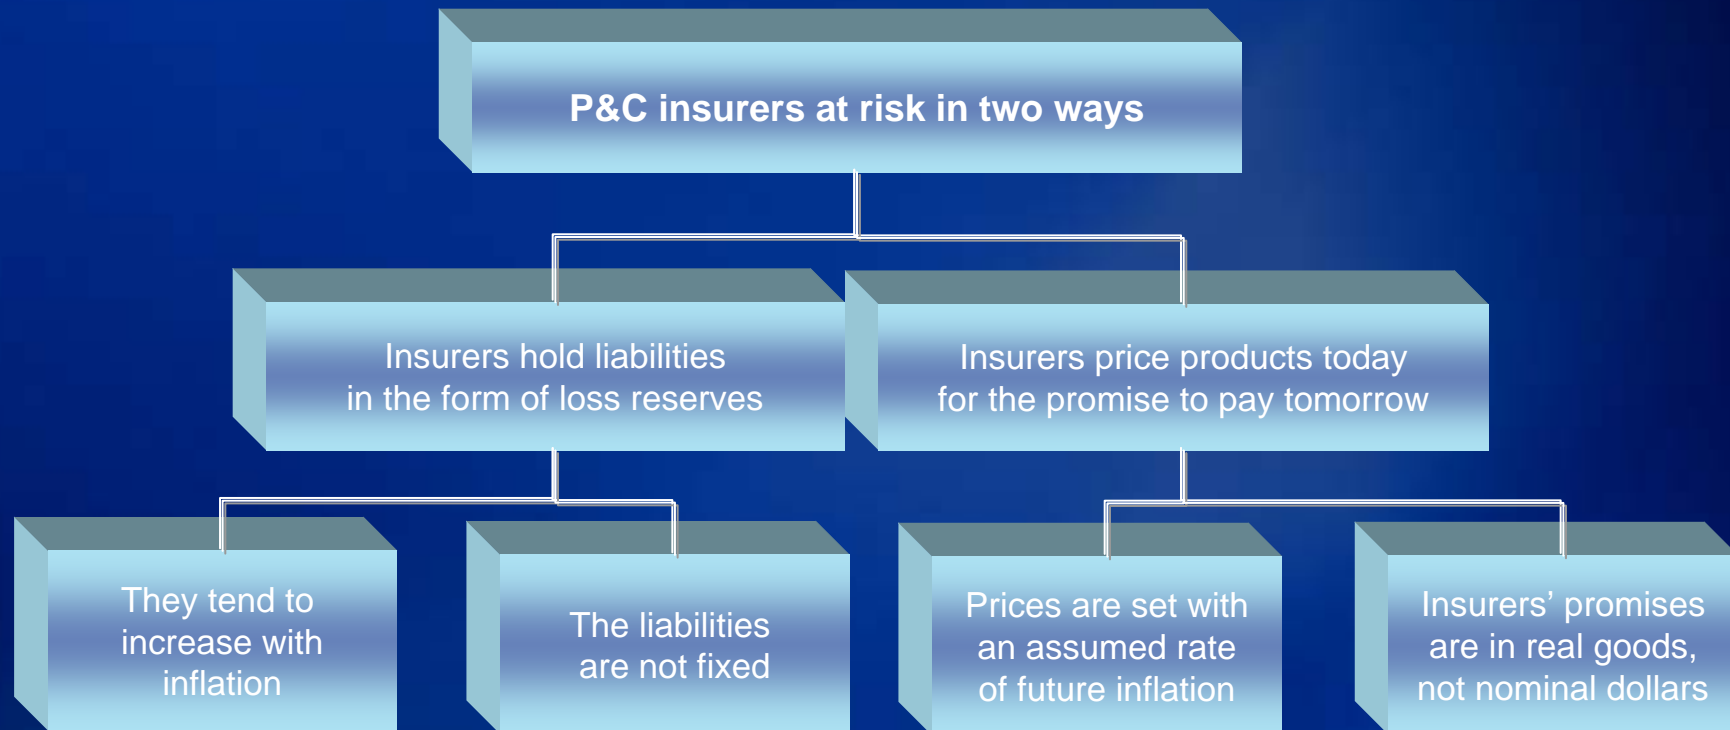 P&C insurers at risk in two ways
Insurers hold liabilities
in the form of loss reserves
Insurers price products today
for the promise to pay tomorrow
They tend to
increase with
inflation
The liabilities
are not fixed
Prices are set with
an assumed rate
of future inflation
Insurers’ promises
are in real goods,
not nominal dollars